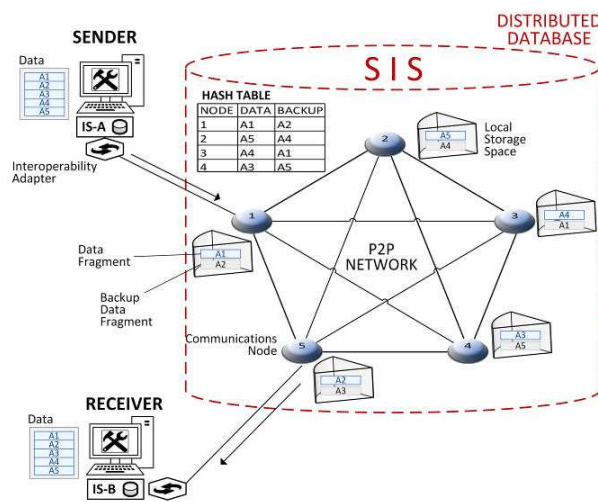 DISTRIBUTED
DATABASE
SENDER
Data
A1
A2
A3
A4
A5
IS-A
Interoperability
Adapter
SIS
HASH TABLE
NODE DATA BACKUP
1 A1 A2
2 A5 A4
3 A4 A1
4 A3 A5
2
A5
A4
Local
Storage
Space
1
3
A4
A1
Data
Fragment
A1
A2
P2P
NETWORK
Backup
Data
Fragment
Communications
Node
5
4
A3
A5
A2
A3
RECEIVER
Data
A1
A2
A3
A4
A5
IS-B